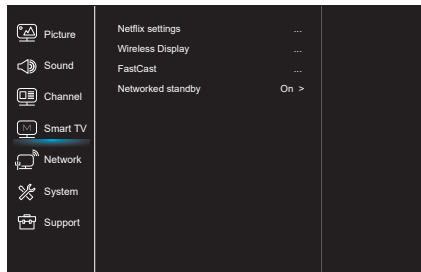 Picture
Sound
Channel
Smart TV
Network
System
Support
Netflix settings ...
Wireless Display ...
FastCast ...
Networked standby On >